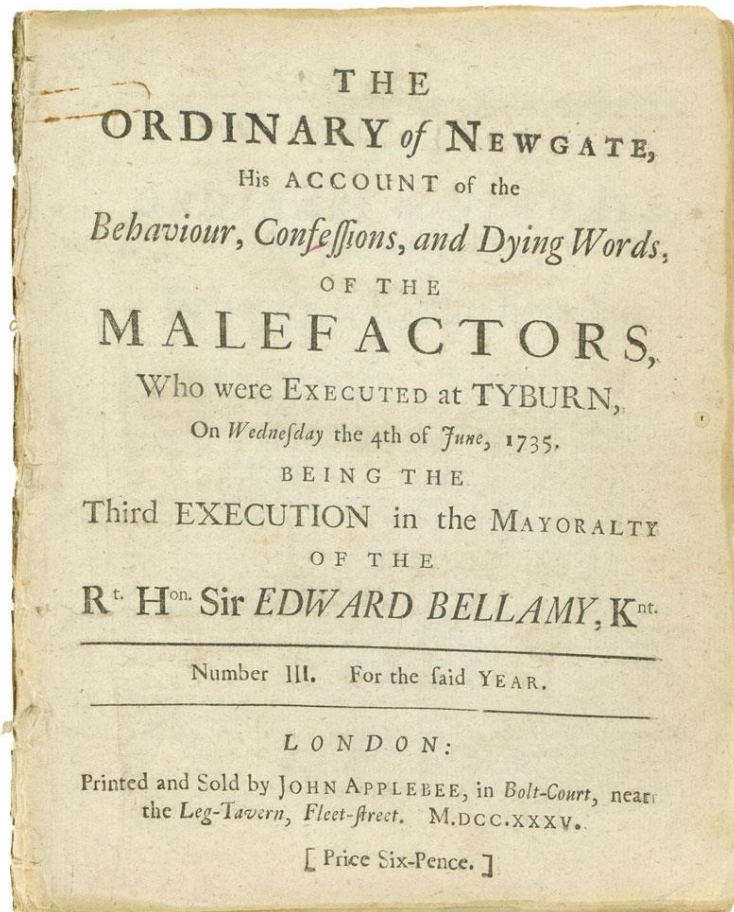 THE
ORDINARY of NEWGATE,
His ACCOUNT of the
Behaviour, Confeſſions, and Dying Words,
OF THE
MALEFACTORS,
Who were EXECUTED at TYBURN,
On Wedneſday the 4th of June, 1735.
BEING THE
Third EXECUTION in the MAYORALTY
OF THE
Rt. Hon. Sir EDWARD BELLAMY, Knt.
Number III. For the ſaid YEAR.
LONDON:
Printed and Sold by JOHN APPLEBEE, in Bolt-Court, near
the Leg-Tavern, Fleet-ſtreet. M.DCC.XXXV.
[ Price Six-Pence. ]